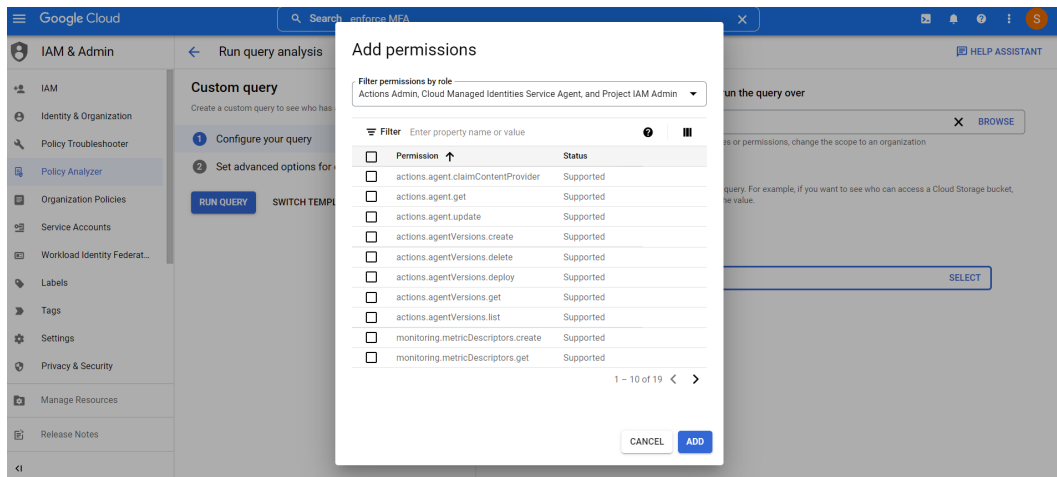 Google Cloud
Search enforce MFA
S
IAM & Admin
Run query analysis
HELP ASSISTANT
IAM
Identity & Organization
Policy Troubleshooter
Policy Analyzer
Organization Policies
Service Accounts
Workload Identity Federat...
Labels
Tags
Settings
Privacy & Security
Manage Resources
Release Notes
Custom query
Create a custom query to see who has
1 Configure your query
2 Set advanced options for
RUN QUERY SWITCH TEMPL
Add permissions
Filter permissions by role
Actions Admin, Cloud Managed Identities Service Agent, and Project IAM Admin
Filter Enter property name or value
Permission Status
actions.agent.claimContentProvider Supported
actions.agent.get Supported
actions.agent.update Supported
actions.agentVersions.create Supported
actions.agentVersions.delete Supported
actions.agentVersions.deploy Supported
actions.agentVersions.get Supported
actions.agentVersions.list Supported
monitoring.metricDescriptors.create Supported
monitoring.metricDescriptors.get Supported
1 – 10 of 19
CANCEL ADD
run the query over
BROWSE
or permissions, change the scope to an organization
query. For example, if you want to see who can access a Cloud Storage bucket,
value.
SELECT